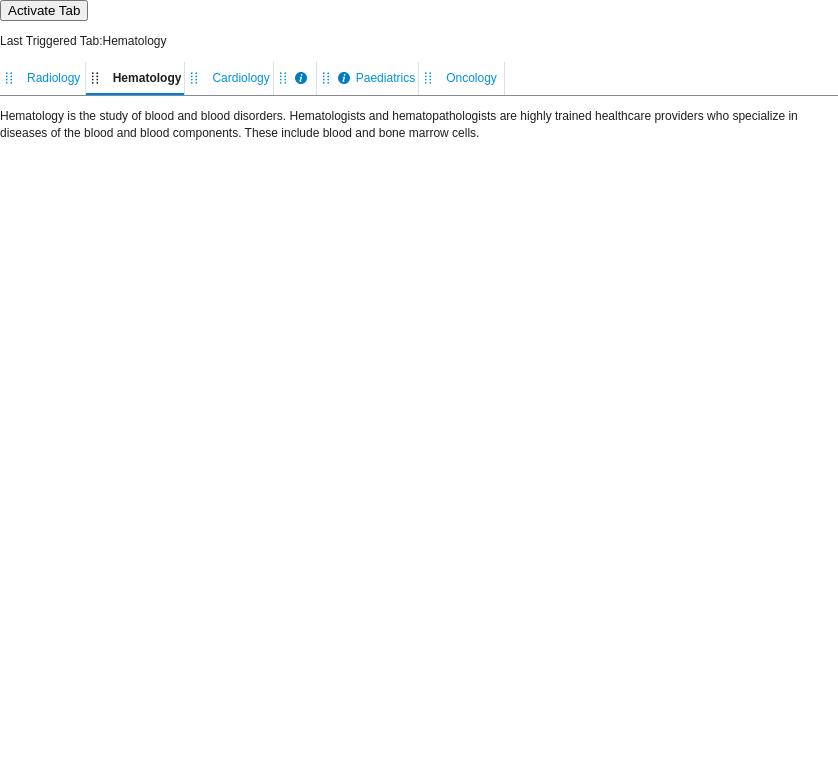 Activate Tab
Last Triggered Tab:Hematology
Radiology Hematology Cardiology Paediatrics Oncology
Hematology is the study of blood and blood disorders. Hematologists and hematopathologists are highly trained healthcare providers who specialize in
diseases of the blood and blood components. These include blood and bone marrow cells.